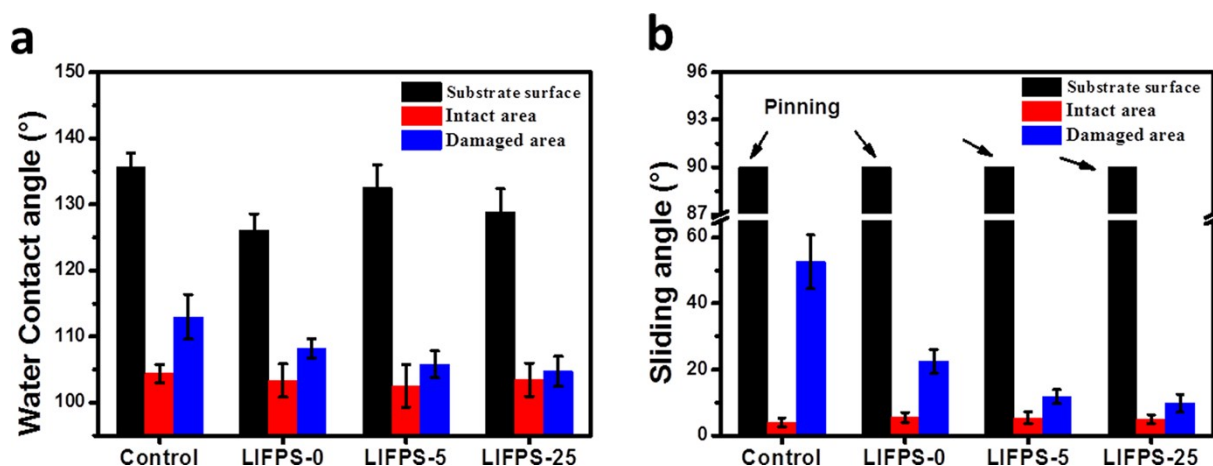 a
Water Contact angle (°)
150
140
130
120
110
100
Substrate surface
Intact area
Damaged area
Control LIFPS-0 LIFPS-5 LIFPS-25
b
Sliding angle (°)
96
93
90
87
60
40
20
0
Pinning
Substrate surface
Intact area
Damaged area
Control LIFPS-0 LIFPS-5 LIFPS-25